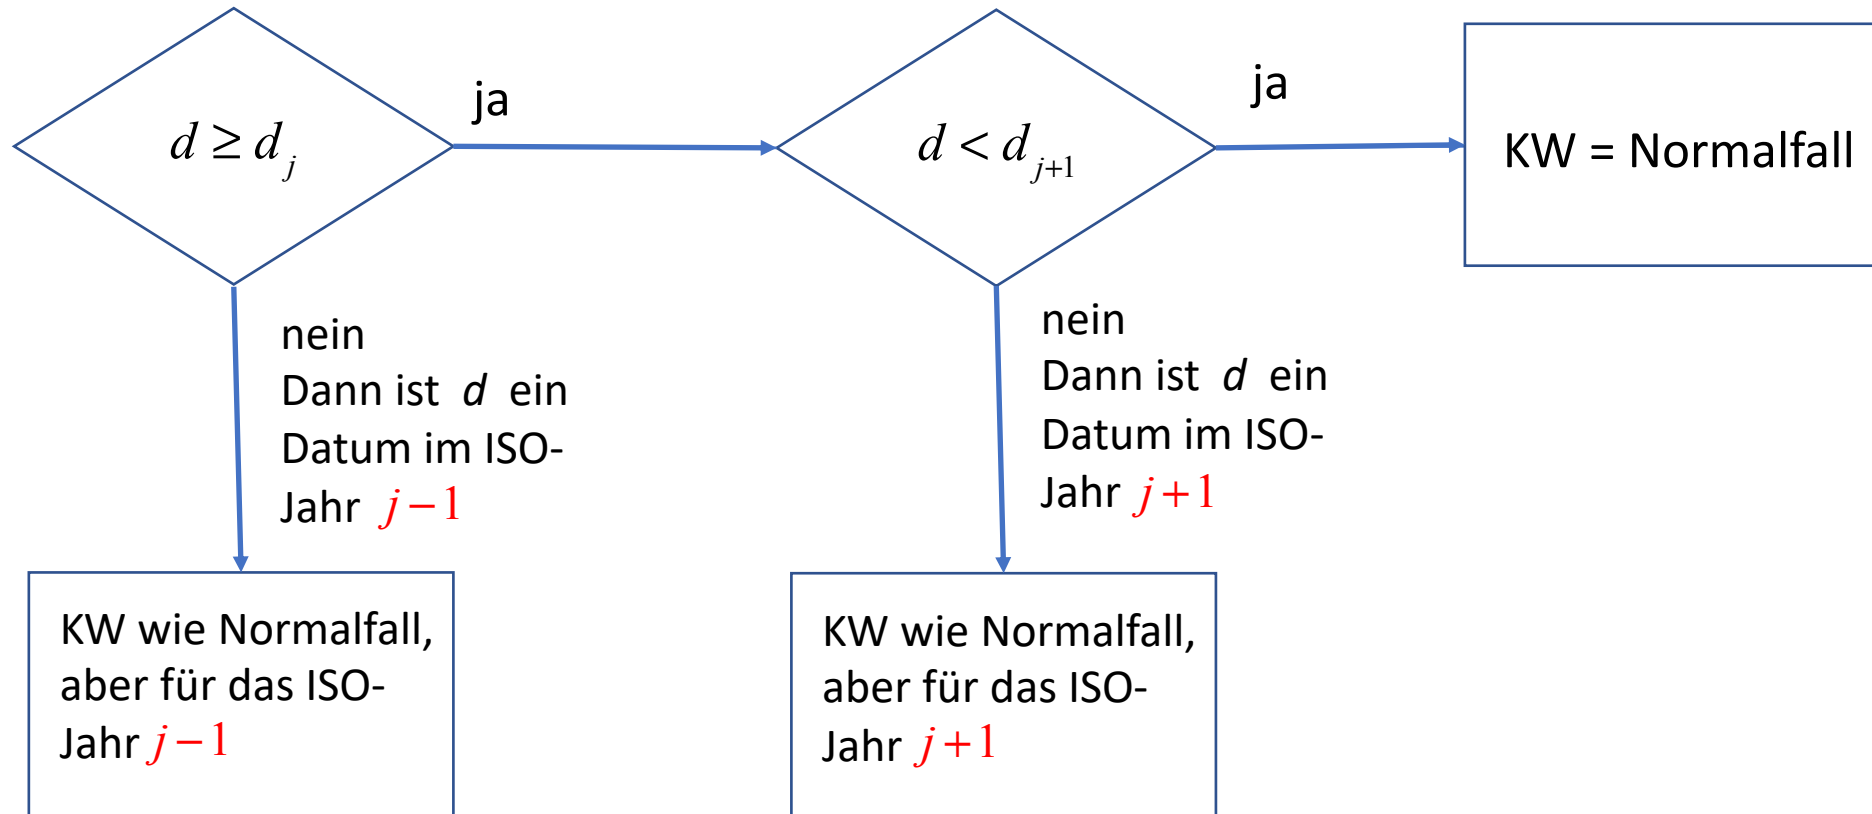 d ≥ d_j
ja
d < d_{j+1}
ja
KW = Normalfall
nein
Dann ist d ein
Datum im ISO-
Jahr j − 1
nein
Dann ist d ein
Datum im ISO-
Jahr j + 1
KW wie Normalfall,
aber für das ISO-
Jahr j − 1
KW wie Normalfall,
aber für das ISO-
Jahr j + 1